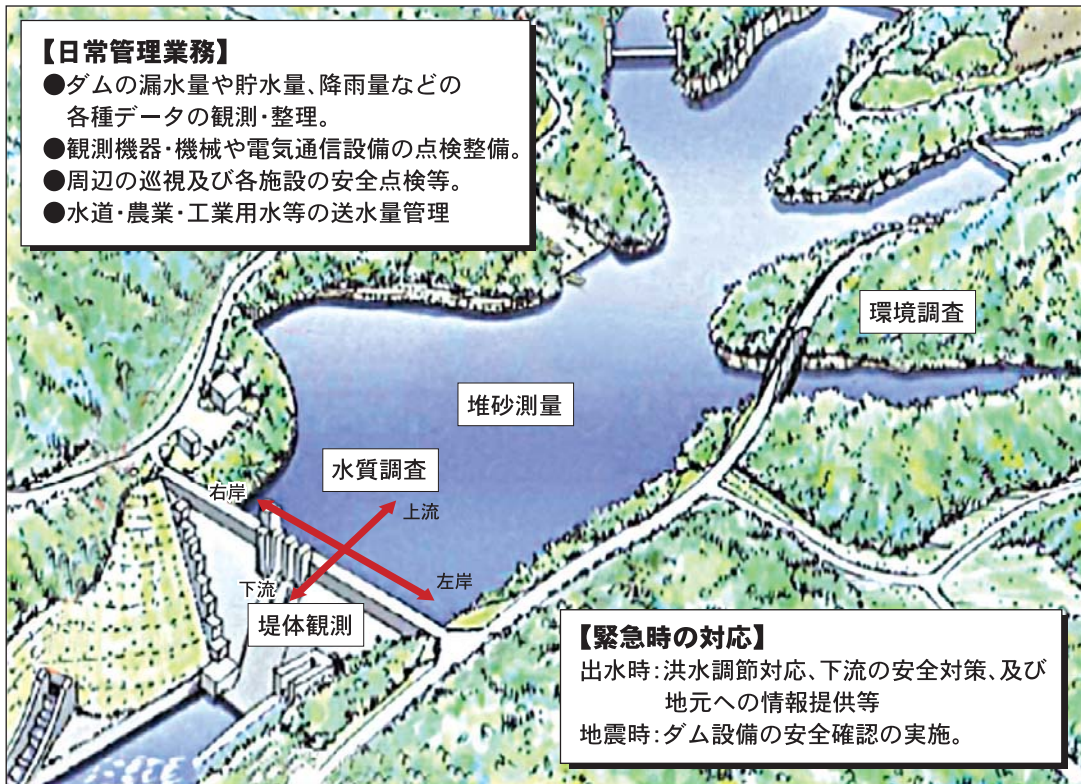 【日常管理業務】
●ダムの漏水量や貯水量、降雨量などの
各種データの観測・整理。
●観測機器・機械や電気通信設備の点検整備。
●周辺の巡視及び各施設の安全点検等。
●水道・農業・工業用水等の送水量管理
環境調査
堆砂測量
水質調査
右岸
上流
下流
左岸
堤体観測
【緊急時の対応】
出水時:洪水調節対応、下流の安全対策、及び
地元への情報提供等
地震時:ダム設備の安全確認の実施。